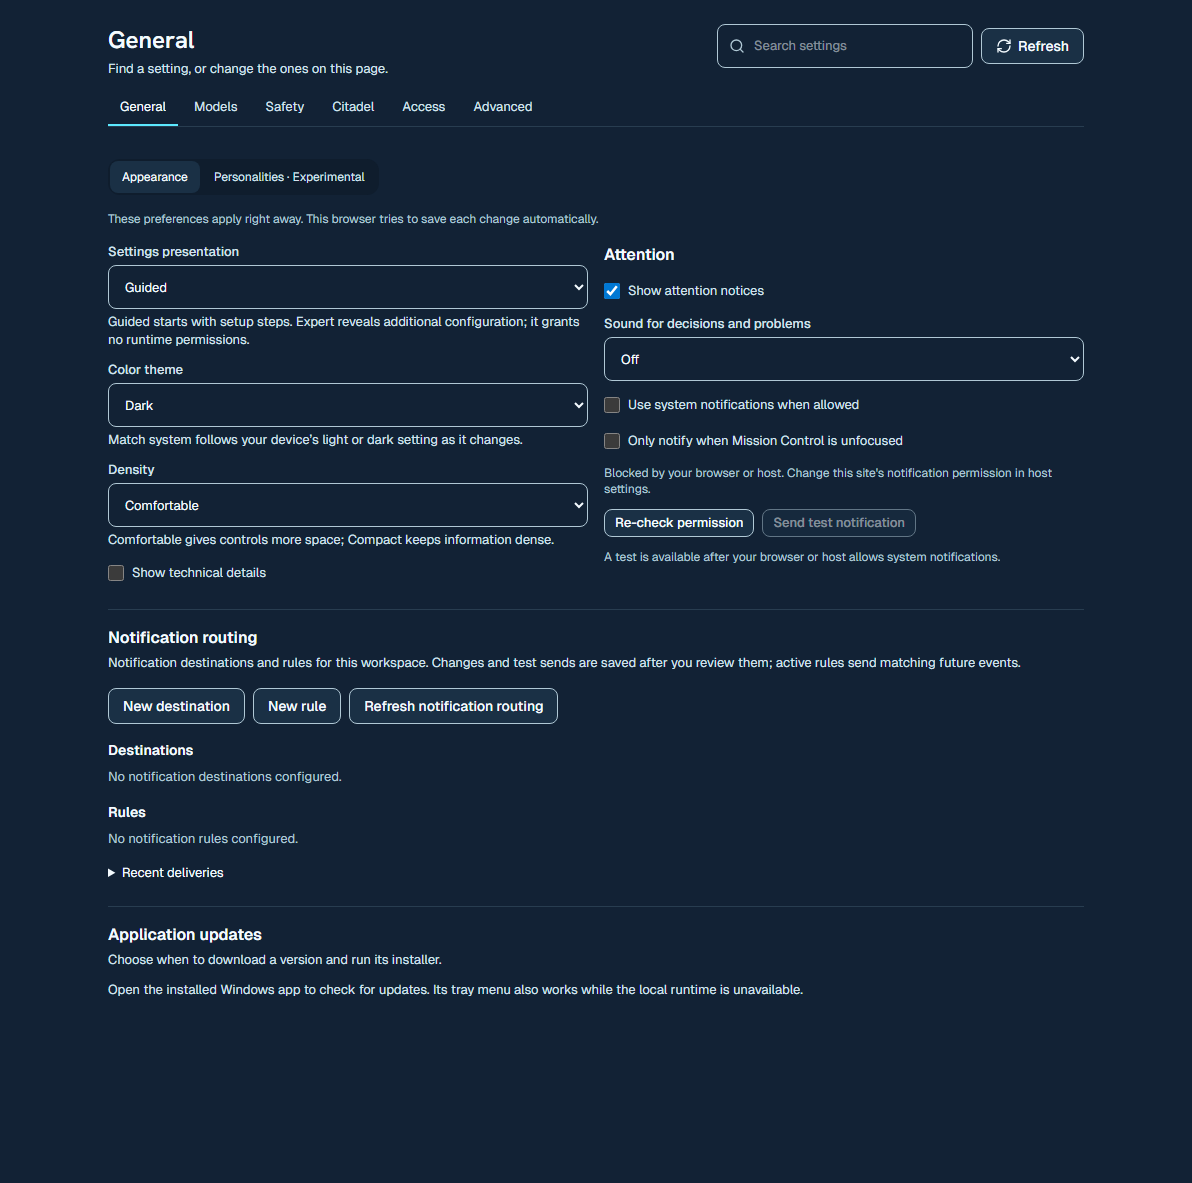 General
Find a setting, or change the ones on this page.
Search settings
Refresh
General
Models
Safety
Citadel
Access
Advanced
Appearance
Personalities · Experimental
These preferences apply right away. This browser tries to save each change automatically.
Settings presentation
Guided
Guided starts with setup steps. Expert reveals additional configuration; it grants
no runtime permissions.
Color theme
Dark
Match system follows your device's light or dark setting as it changes.
Density
Comfortable
Comfortable gives controls more space; Compact keeps information dense.
Show technical details
Attention
Show attention notices
Sound for decisions and problems
Off
Use system notifications when allowed
Only notify when Mission Control is unfocused
Blocked by your browser or host. Change this site's notification permission in host
settings.
Re-check permission
Send test notification
A test is available after your browser or host allows system notifications.
Notification routing
Notification destinations and rules for this workspace. Changes and test sends are saved after you review them; active rules send matching future events.
New destination
New rule
Refresh notification routing
Destinations
No notification destinations configured.
Rules
No notification rules configured.
Recent deliveries
Application updates
Choose when to download a version and run its installer.
Open the installed Windows app to check for updates. Its tray menu also works while the local runtime is unavailable.